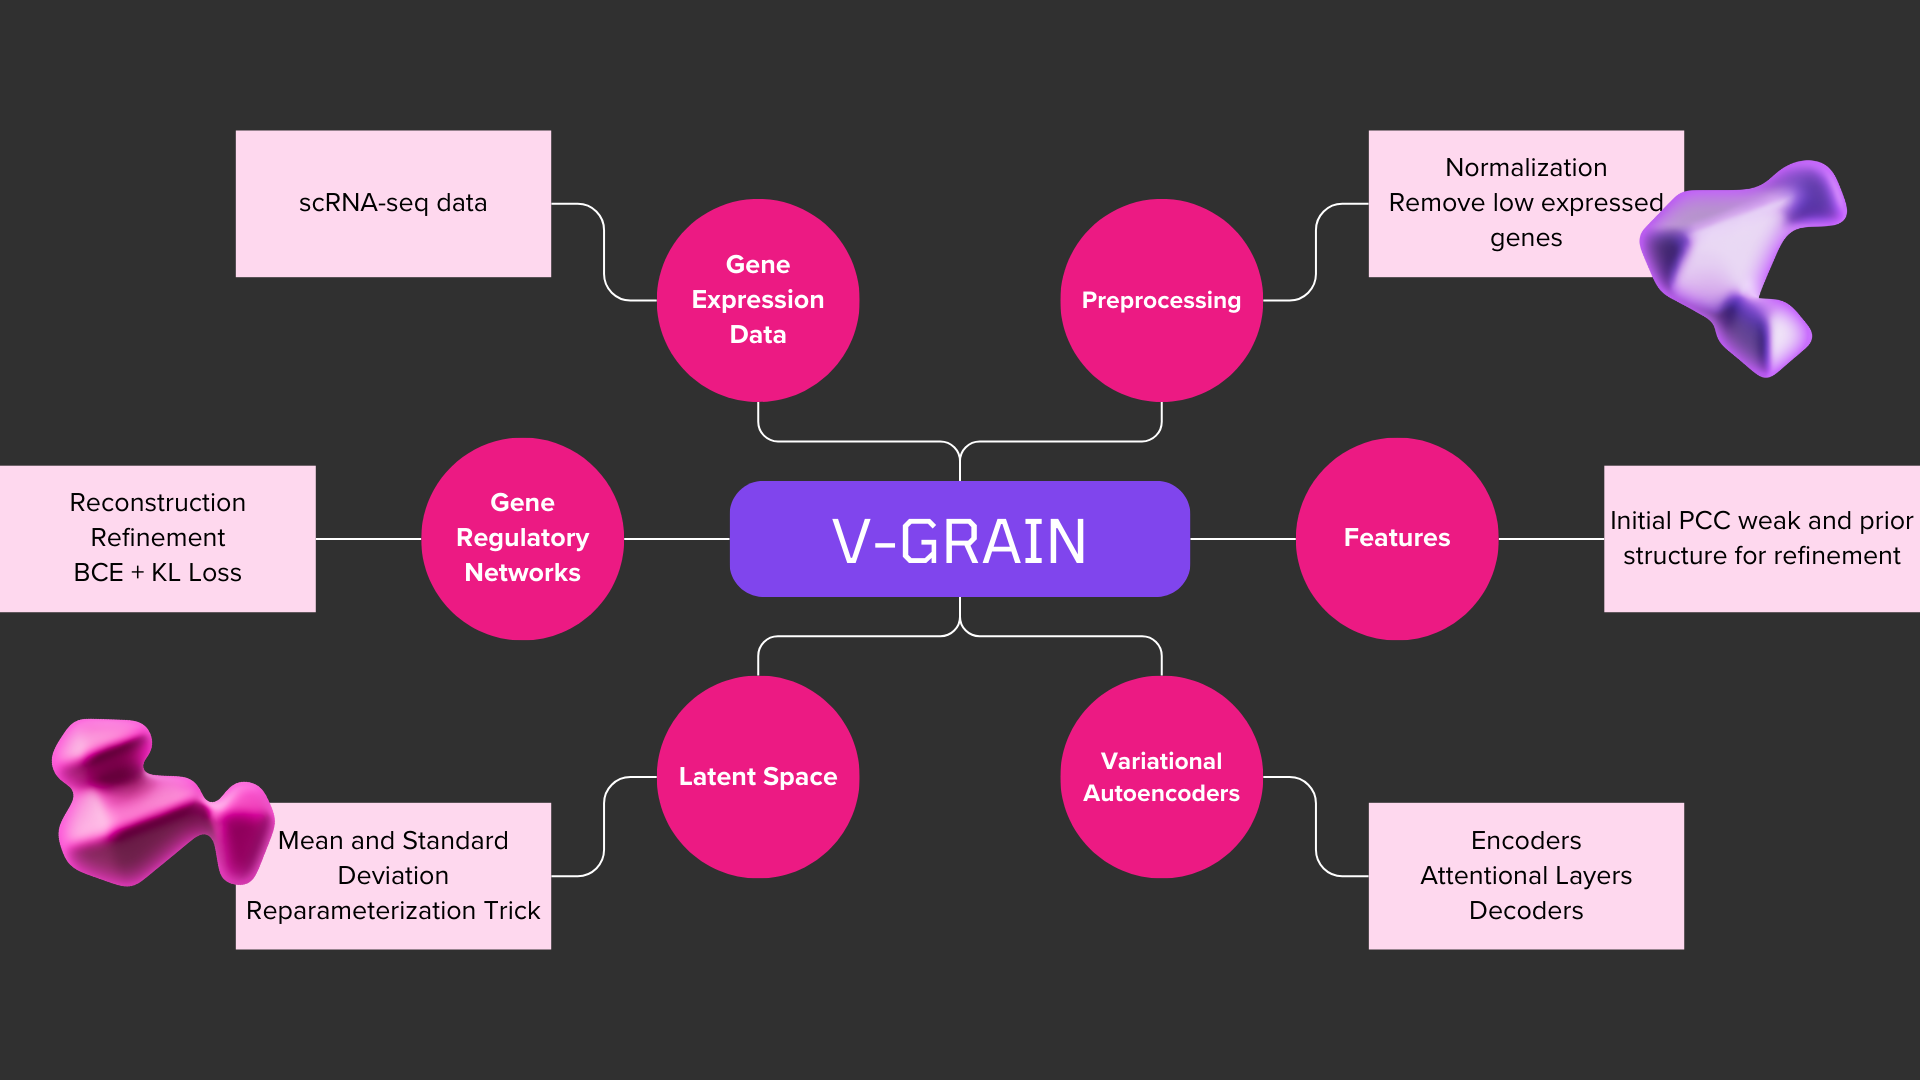 scRNA-seq data
Gene
Expression
Data
Preprocessing
Normalization
Remove low expressed
genes
Reconstruction
Refinement
BCE + KL Loss
Gene
Regulatory
Networks
V-GRAIN
Features
Initial PCC weak and prior
structure for refinement
Mean and Standard
Deviation
Reparameterization Trick
Latent Space
Variational
Autoencoders
Encoders
Attentional Layers
Decoders